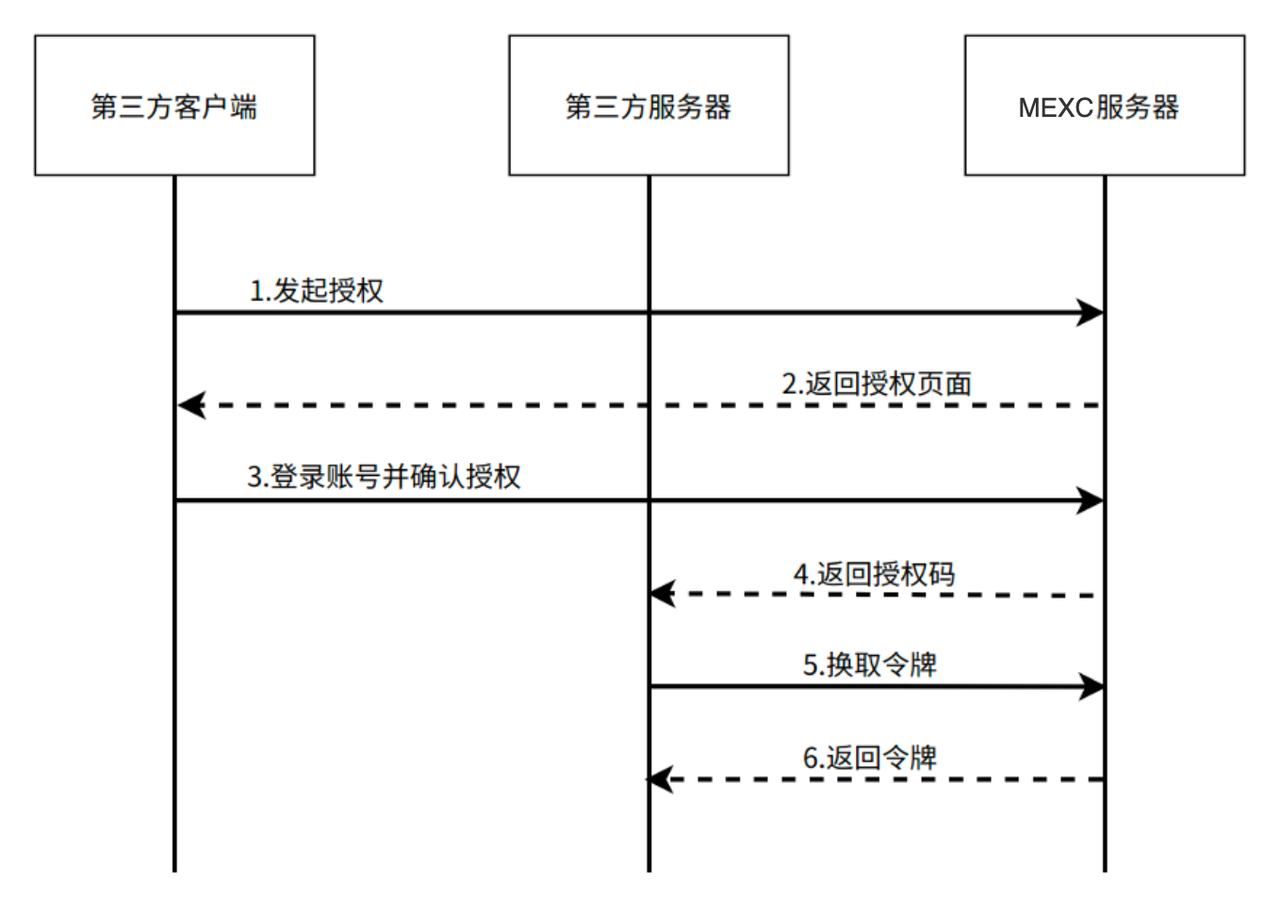 第三方客户端
第三方服务器
MEXC服务器
1.发起授权
2.返回授权页面
3.登录账号并确认授权
4.返回授权码
5.换取令牌
6.返回令牌